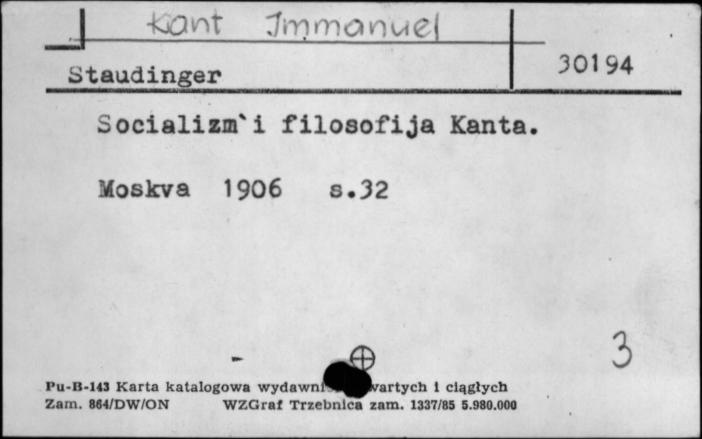 Kant Immanuel
Staudinger
30194
Socializm`i filosofija Kanta.
Moskva 1906 s.32
3
Pu-B-143 Karta katalogowa wydawni wartych i ciągłych
Zam. 864/DW/ON WZGraf Trzebnica zam. 1337/85 5.980.000